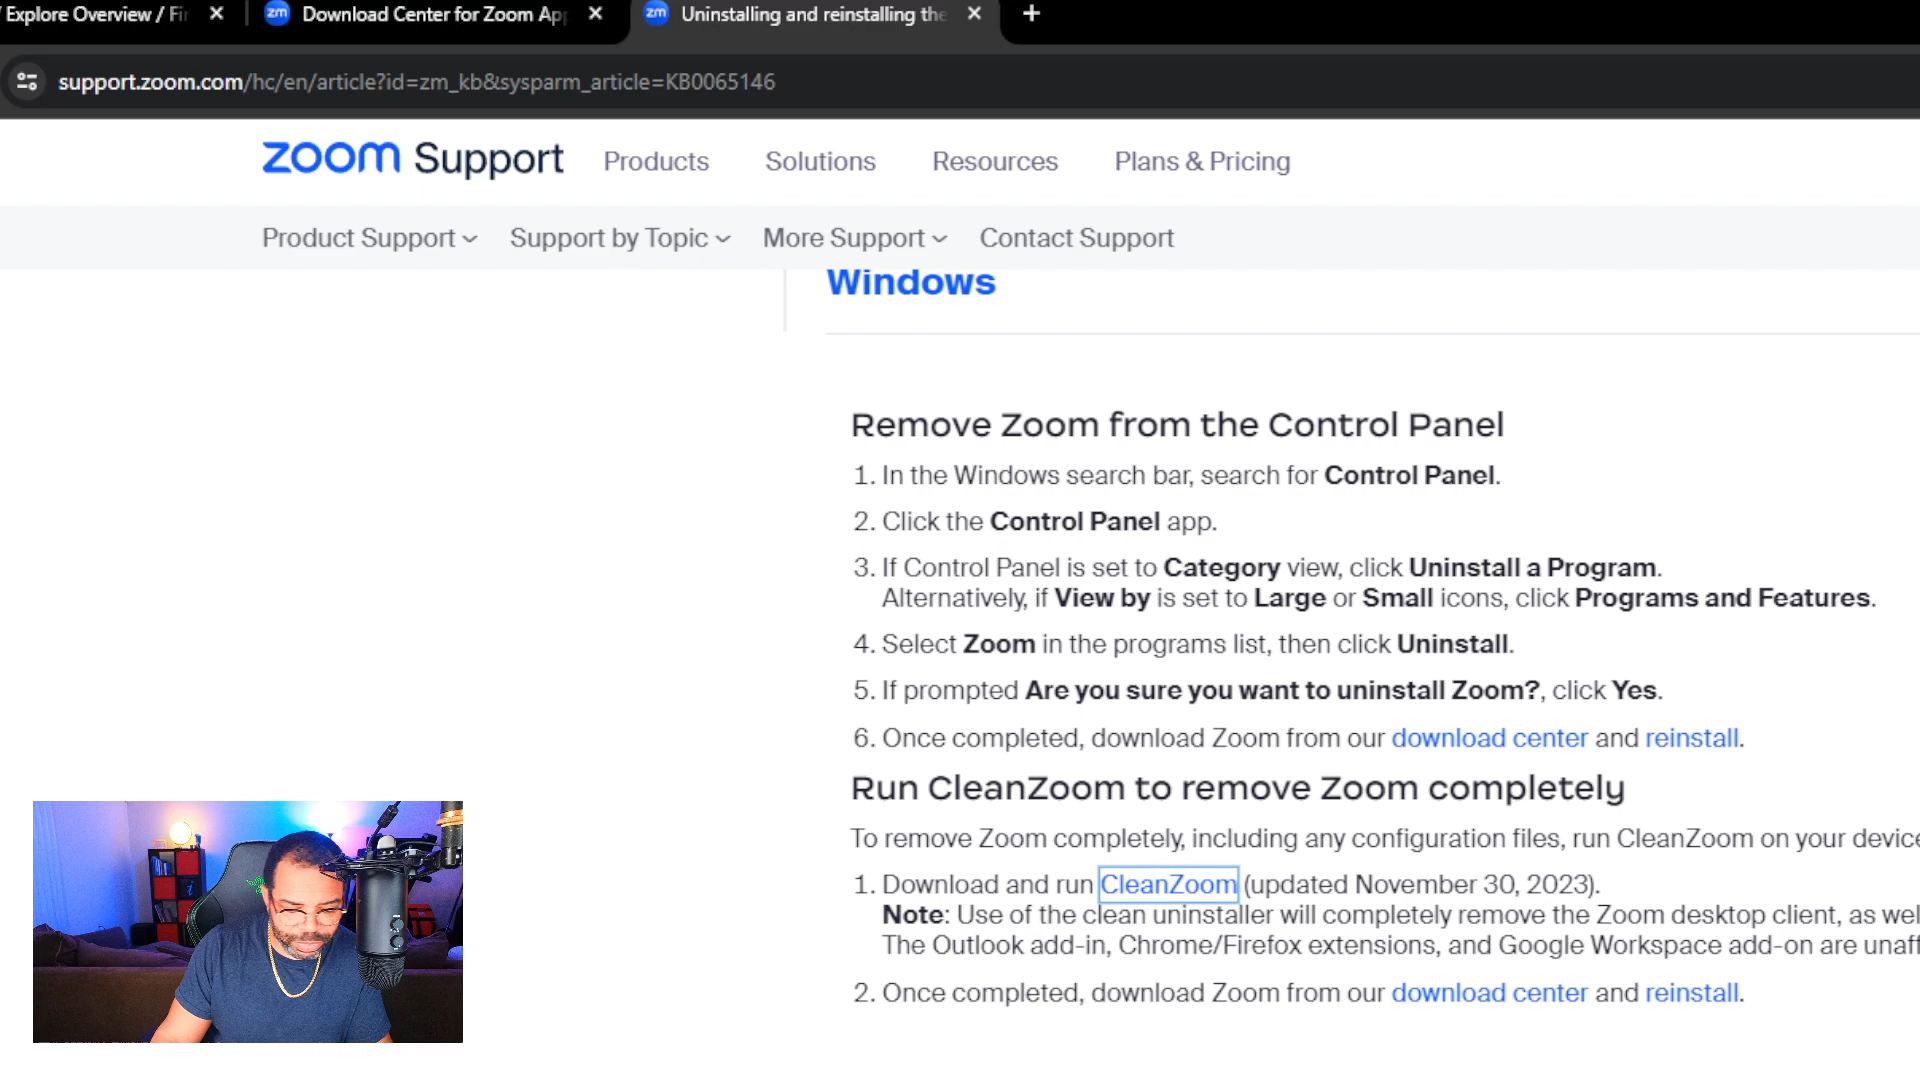 Explore Overview / Fir
zm Download Center for Zoom App
zm Uninstalling and reinstalling the
support.zoom.com/hc/en/article?id=zm_kb&sysparm_article=KB0065146
zoom Support Products Solutions Resources Plans & Pricing
Product Support Support by Topic More Support Contact Support
Windows
Remove Zoom from the Control Panel
1. In the Windows search bar, search for Control Panel.
2. Click the Control Panel app.
3. If Control Panel is set to Category view, click Uninstall a Program.
Alternatively, if View by is set to Large or Small icons, click Programs and Features.
4. Select Zoom in the programs list, then click Uninstall.
5. If prompted Are you sure you want to uninstall Zoom?, click Yes.
6. Once completed, download Zoom from our download center and reinstall.
Run CleanZoom to remove Zoom completely
To remove Zoom completely, including any configuration files, run CleanZoom on your device
1. Download and run CleanZoom (updated November 30, 2023).
Note: Use of the clean uninstaller will completely remove the Zoom desktop client, as wel
The Outlook add-in, Chrome/Firefox extensions, and Google Workspace add-on are unaff
2. Once completed, download Zoom from our download center and reinstall.